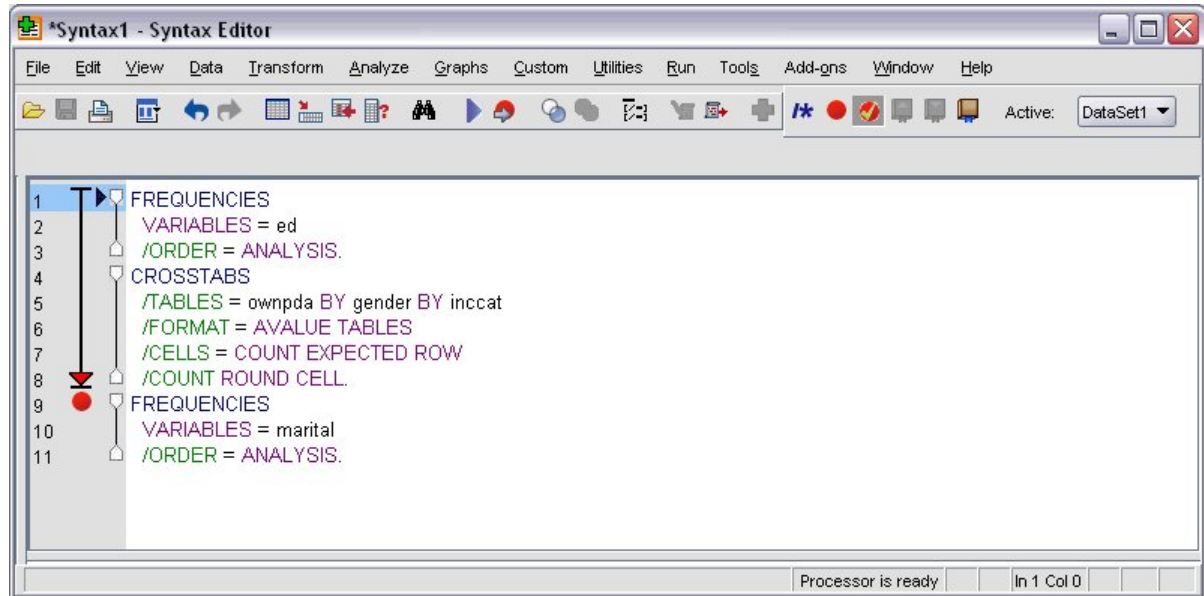 *Syntax1 - Syntax Editor
File Edit View Data Transform Analyze Graphs Custom Utilities Run Tools Add-ons Window Help
Active: DataSet1
1 FREQUENCIES
2 VARIABLES = ed
3 /ORDER = ANALYSIS.
4 CROSSTABS
5 /TABLES = ownpda BY gender BY inccat
6 /FORMAT = AVALUE TABLES
7 /CELLS = COUNT EXPECTED ROW
8 /COUNT ROUND CELL.
9 FREQUENCIES
10 VARIABLES = marital
11 /ORDER = ANALYSIS.
Processor is ready In 1 Col 0